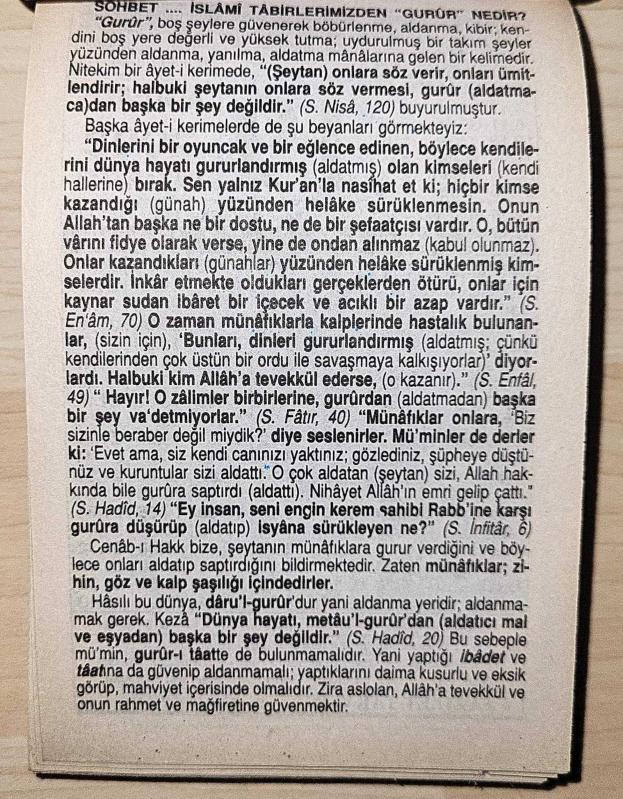 SOHBET .... İSLÂMÎ TÂBİRLERİMİZDEN "GURÛR" NEDİR?
"Gurûr", boş şeylere güvenerek böbürlenme, aldanma, kibir; ken-
dini boş yere değerli ve yüksek tutma; uydurulmuş bir takım şeyler
yüzünden aldanma, yanılma, aldatma mânâlarına gelen bir kelimedir.
Nitekim bir âyet-i kerimede, "(Şeytan) onlara söz verir, onları ümit-
lendirir; halbuki şeytanın onlara söz vermesi, gurûr (aldatma-
ca)dan başka bir şey değildir." (S. Nisâ, 120) buyurulmuştur.
Başka âyet-i kerimelerde de şu beyanları görmekteyiz:
"Dinlerini bir oyuncak ve bir eğlence edinen, böylece kendile-
rini dünya hayatı gururlandırmış (aldatmış) olan kimseleri (kendi
hallerine) bırak. Sen yalnız Kur'an'la nasihat et ki; hiçbir kimse
kazandığı (günah) yüzünden helâke sürüklenmesin. Onun
Allah'tan başka ne bir dostu, ne de bir şefaatçısı vardır. O, bütün
vârını fidye olarak verse, yine de ondan alınmaz (kabul olunmaz).
Onlar kazandıkları (günahlar) yüzünden helâke sürüklenmiş kim-
selerdir. İnkâr etmekte oldukları gerçeklerden ötürü, onlar için
kaynar sudan ibâret bir içecek ve acıklı bir azap vardır." (S.
En'âm, 70) O zaman münâfıklarla kalplerinde hastalık bulunan-
lar, (sizin için), 'Bunları, dinleri gururlandırmış (aldatmış; çünkü
kendilerinden çok üstün bir ordu ile savaşmaya kalkışıyorlar)' diyor-
lardı. Halbuki kim Allâh'a tevekkül ederse, (o kazanır)." (S. Enfâl,
49) " Hayır! O zâlimler birbirlerine, gurûrdan (aldatmadan) başka
bir şey va'detmiyorlar." (S. Fâtır, 40) "Münâfıklar onlara, 'Biz
sizinle beraber değil miydik?' diye seslenirler. Mü'minler de derler
ki: 'Evet ama, siz kendi canınızı yaktınız; gözlediniz, şüpheye düştü-
nüz ve kuruntular sizi aldattı.' O çok aldatan (şeytan) sizi, Allah hak-
kında bile gurûra saptırdı (aldattı). Nihâyet Allâh'ın emri gelip çattı."
(S. Hadîd, 14) "Ey insan, seni engin kerem sahibi Rabb'ine karşı
gurûra düşürüp (aldatıp) isyâna sürükleyen ne?" (S. İnfitâr, 6)
Cenâb-ı Hakk bize, şeytanın münâfıklara gurur verdiğini ve böy-
lece onları aldatıp saptırdığını bildirmektedir. Zaten münâfıklar; zi-
hin, göz ve kalp şaşılığı içindedirler.
Hâsılı bu dünya, dâru'l-gurûr'dur yani aldanma yeridir; aldanma-
mak gerek. Kezâ "Dünya hayatı, metâu'l-gurûr'dan (aldatıcı mal
ve eşyadan) başka bir şey değildir." (S. Hadîd, 20) Bu sebeple
mü'min, gurûr-ı tâatte de bulunmamalıdır. Yani yaptığı ibâdet ve
tâatına da güvenip aldanmamalı; yaptıklarını daima kusurlu ve eksik
görüp, mahviyet içerisinde olmalıdır. Zira aslolan, Allâh'a tevekkül ve
onun rahmet ve mağfiretine güvenmektir.